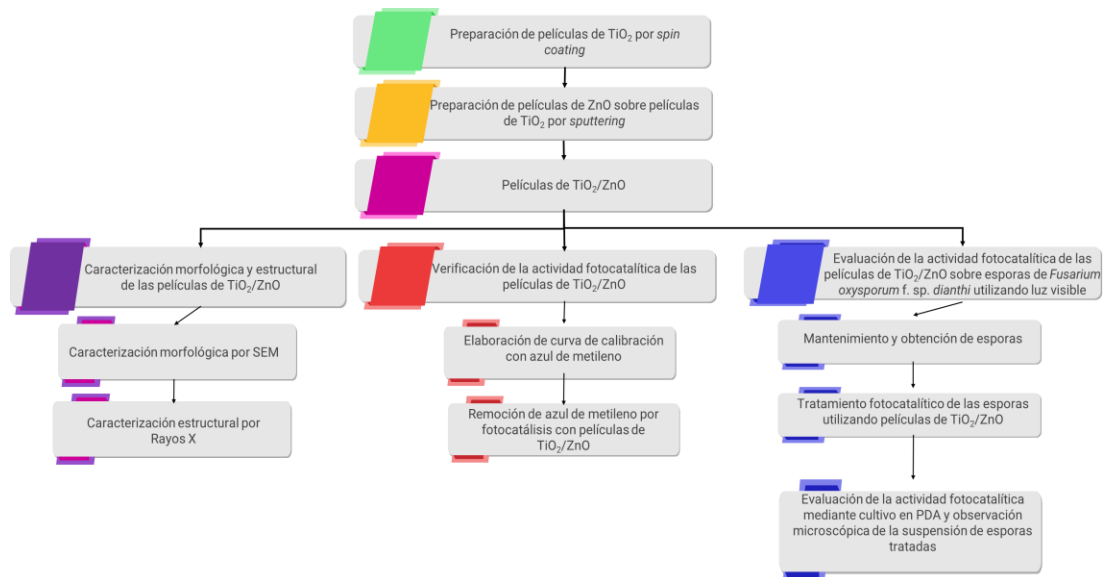 Preparación de películas de TiO₂ por spin
coating
Preparación de películas de ZnO sobre películas
de TiO₂ por sputtering
Películas de TiO₂/ZnO
Caracterización morfológica y estructural
de las películas de TiO₂/ZnO
Caracterización morfológica por SEM
Caracterización estructural por
Rayos X
Verificación de la actividad fotocatalítica de las
películas de TiO₂/ZnO
Elaboración de curva de calibración
con azul de metileno
Remoción de azul de metileno por
fotocatálisis con películas de
TiO₂/ZnO
Evaluación de la actividad fotocatalítica de las
películas de TiO₂/ZnO sobre esporas de Fusarium
oxysporum f. sp. dianthi utilizando luz visible
Mantenimiento y obtención de esporas
Tratamiento fotocatalítico de las esporas
utilizando películas de TiO₂/ZnO
Evaluación de la actividad fotocatalítica
mediante cultivo en PDA y observación
microscópica de la suspensión de esporas
tratadas